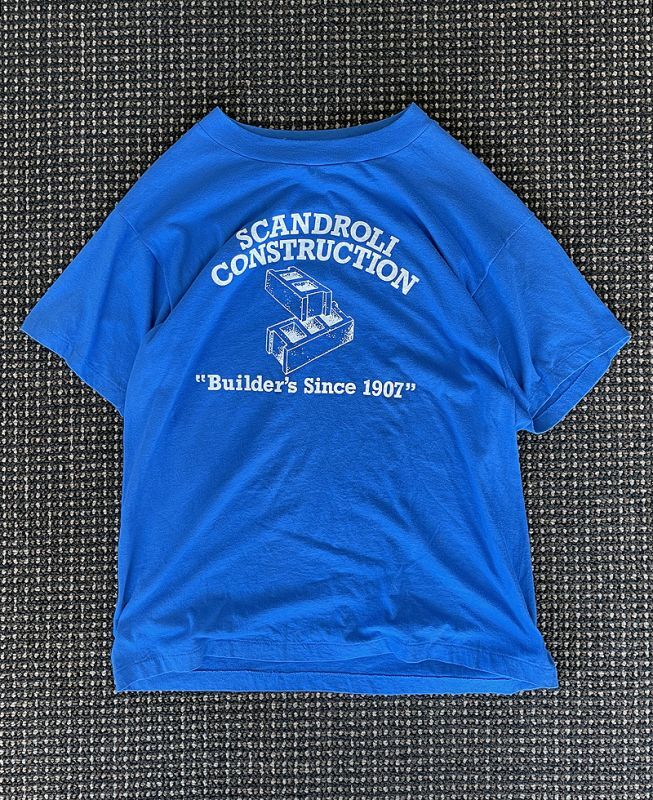 SCANDROLI
CONSTRUCTION
"Builder's Since 1907"